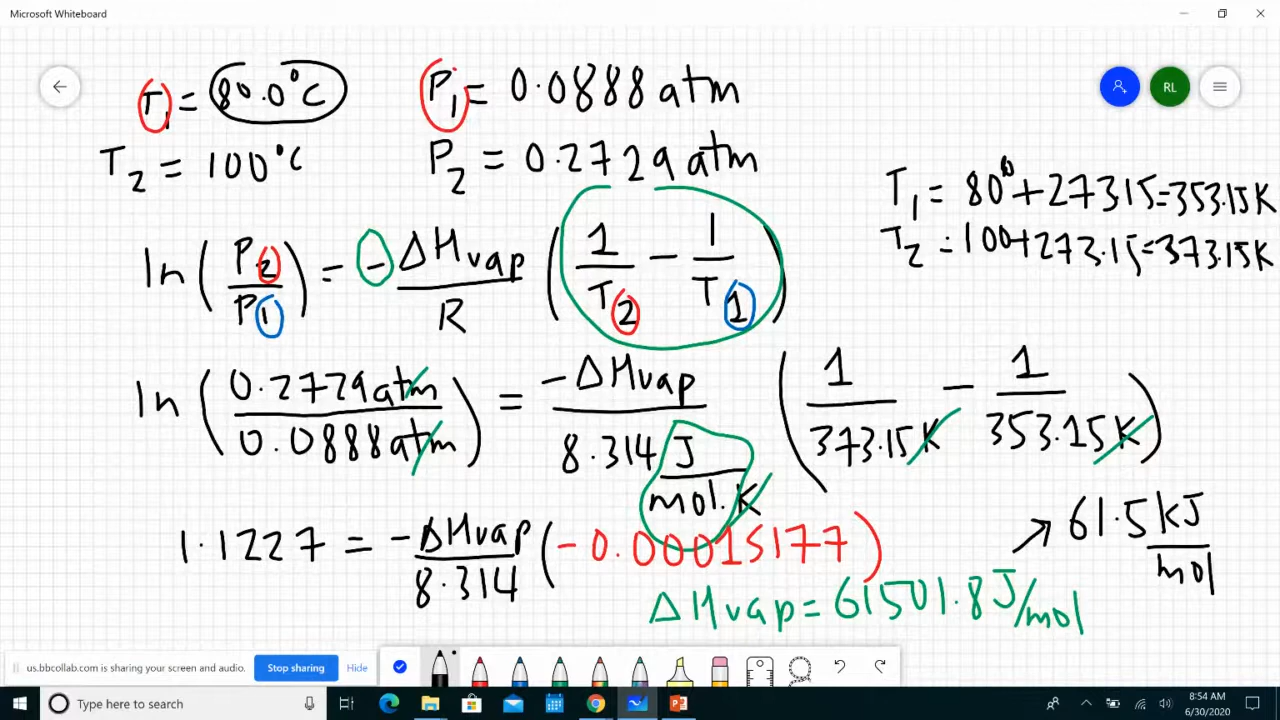 Microsoft Whiteboard
T₁ = 80.0°C P₁ = 0.0888 atm
T₂ = 100°C P₂ = 0.2729 atm
T₁ = 80° + 273.15 = 353.15K
T₂ = 100 + 273.15 = 373.15K
ln (P₂/P₁) = -ΔHvap/R (1/T₂ − 1/T₁)
ln (0.2729 atm/0.0888 atm) = -ΔHvap/8.314 J/mol.K (1/373.15K − 1/353.15K)
1.1227 = -ΔHvap/8.314 (-0.00015177)
→ 61.5 kJ/mol
ΔHvap = 61501.8 J/mol
RL
us.bbcollab.com is sharing your screen and audio. Stop sharing Hide
Type here to search
8:54 AM
6/30/2020